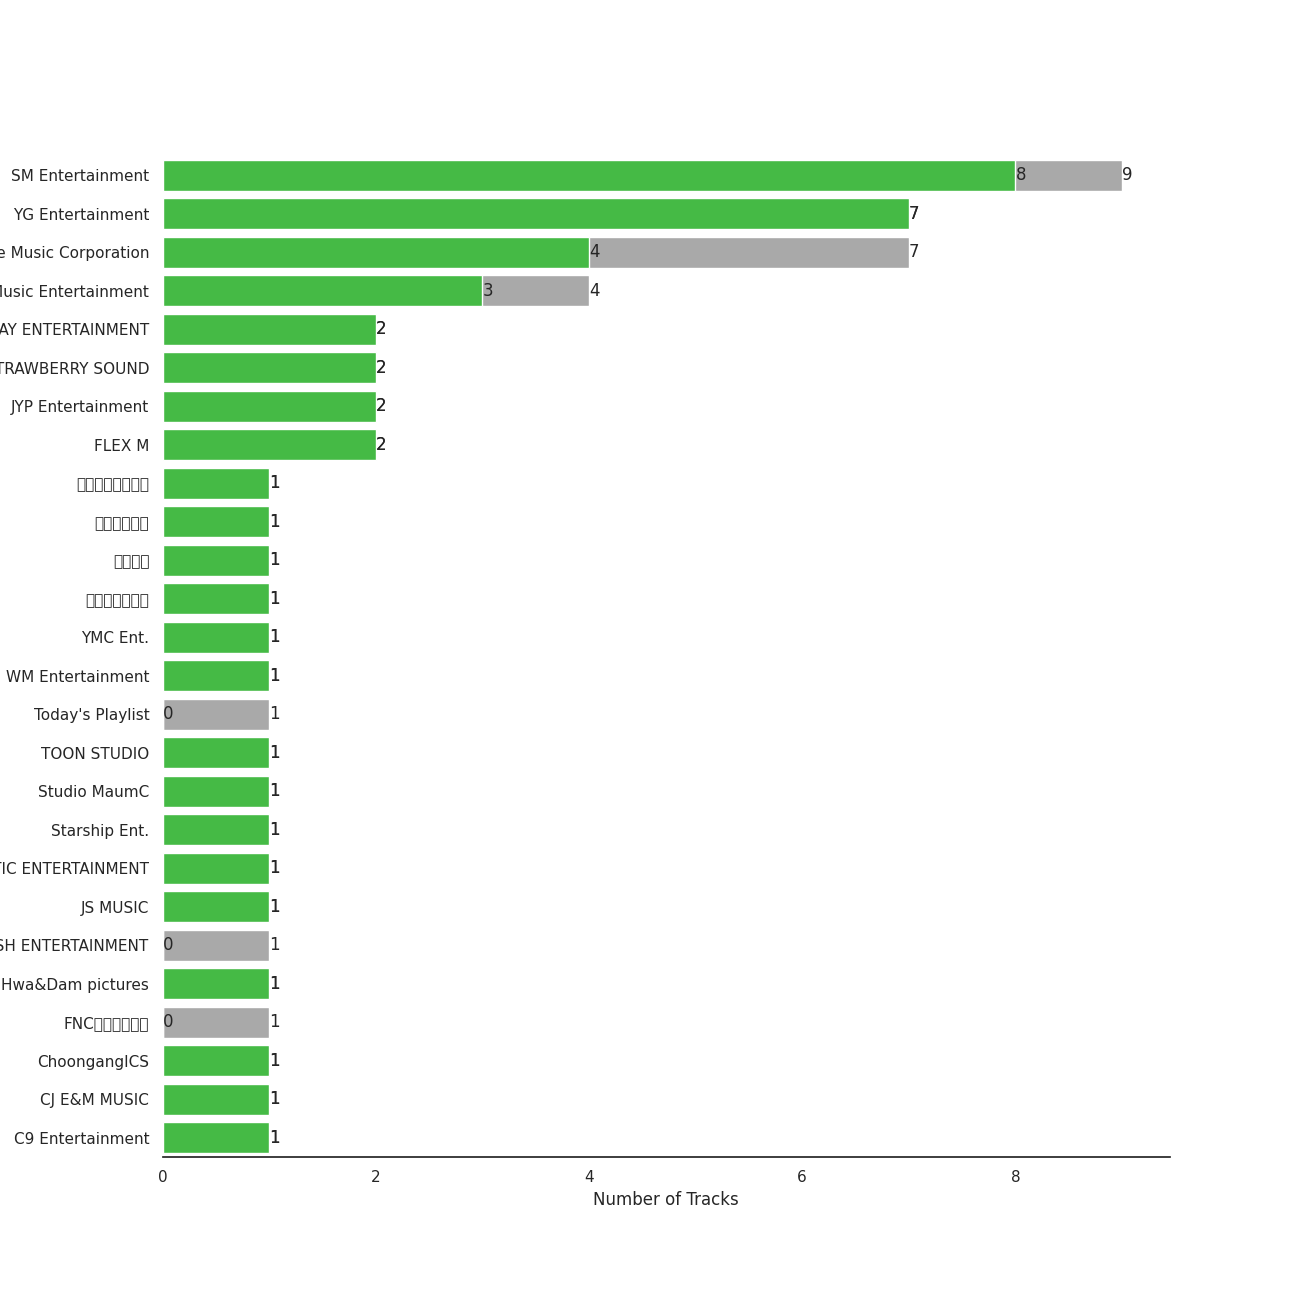 SM Entertainment 8 9
YG Entertainment 7
e Music Corporation 4 7
Music Entertainment 3 4
AY ENTERTAINMENT 2
TRAWBERRY SOUND 2
JYP Entertainment 2
FLEX M 2
1
1
1
1
YMC Ent. 1
WM Entertainment 1
Today's Playlist 0 1
TOON STUDIO 1
Studio MaumC 1
Starship Ent. 1
TIC ENTERTAINMENT 1
JS MUSIC 1
SH ENTERTAINMENT 0 1
Hwa&Dam pictures 1
FNC 0 1
ChoongangICS 1
CJ E&M MUSIC 1
C9 Entertainment 1
0 2 4 6 8
Number of Tracks